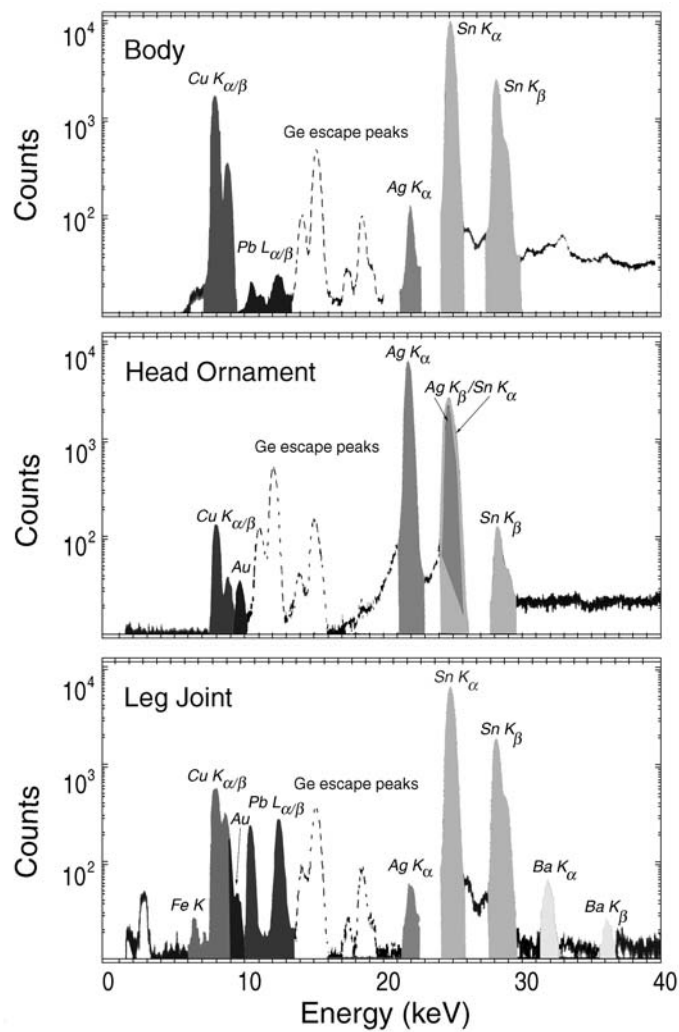 Body
Sn Kα
Cu Kα/β
Sn Kβ
Ge escape peaks
Ag Kα
Pb Lα/β
Counts
10⁴
10³
10²
Head Ornament
Ag Kα
Ag Kβ/Sn Kα
Ge escape peaks
Cu Kα/β
Au
Sn Kβ
Counts
10⁴
10³
10²
Leg Joint
Sn Kα
Sn Kβ
Cu Kα/β
Ge escape peaks
Pb Lα/β
Au
Ag Kα
Ba Kα
Fe K
Ba Kβ
Counts
10⁴
10³
10²
0 10 20 30 40
Energy (keV)